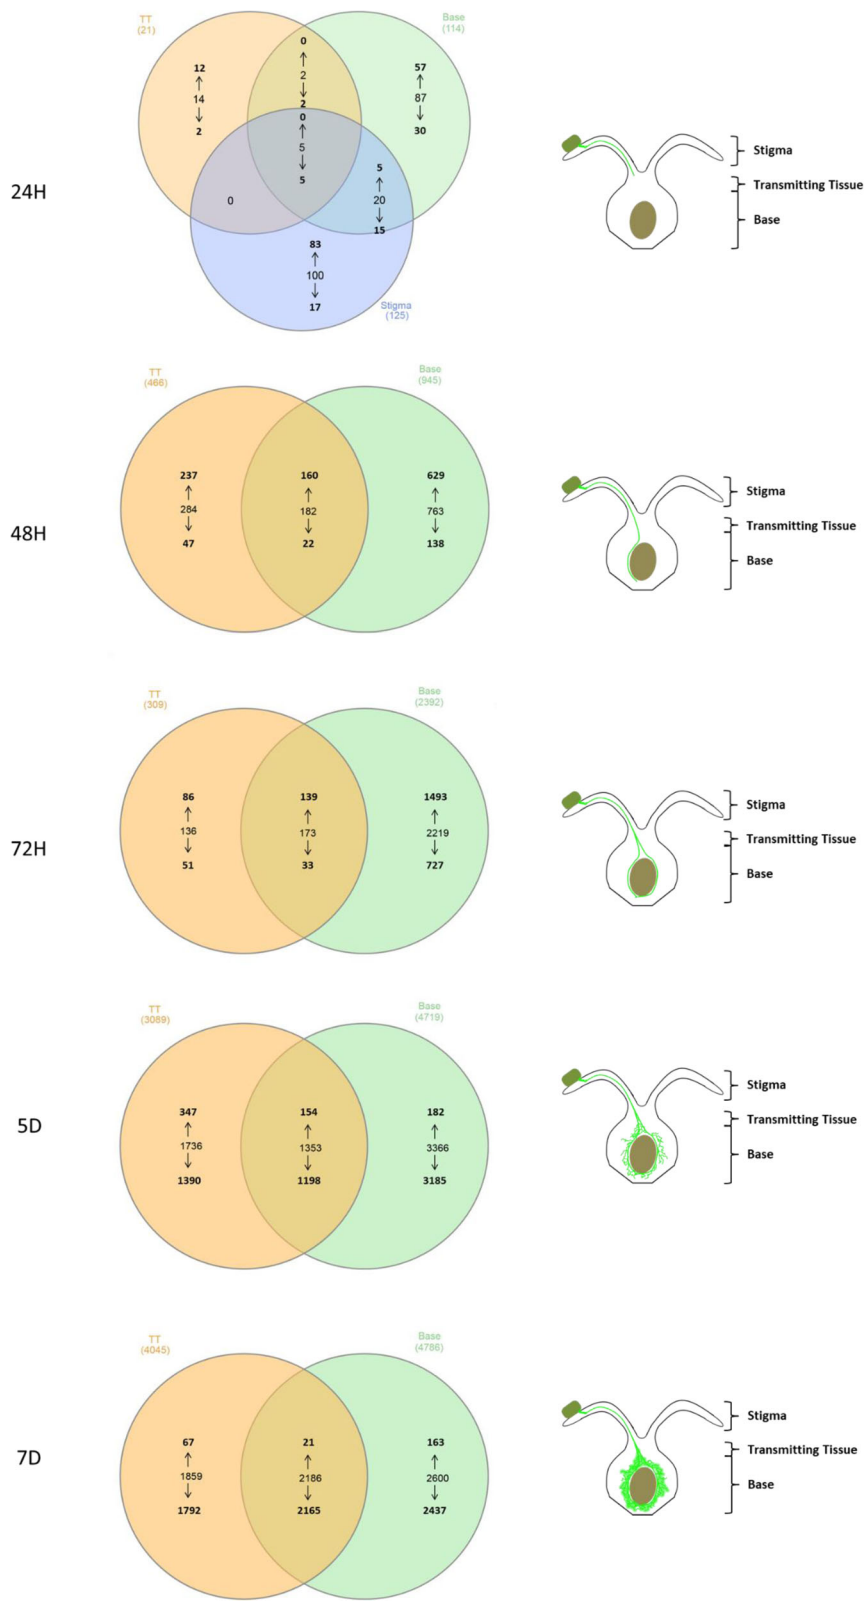 TT
(21)
Base
(114)
0
12
2
57
14
87
2
2
30
0
5
5
5
0
20
15
83
100
17
Stigma
(125)
24H
Stigma
Transmitting Tissue
Base
TT
(466)
Base
(945)
237
160
629
284
182
763
47
22
138
48H
Stigma
Transmitting Tissue
Base
TT
(309)
Base
(2392)
86
139
1493
136
173
2219
51
33
727
72H
Stigma
Transmitting Tissue
Base
TT
(3089)
Base
(4719)
347
154
182
1736
1353
3366
1390
1198
3185
5D
Stigma
Transmitting Tissue
Base
TT
(4045)
Base
(4786)
67
21
163
1859
2186
2600
1792
2165
2437
7D
Stigma
Transmitting Tissue
Base